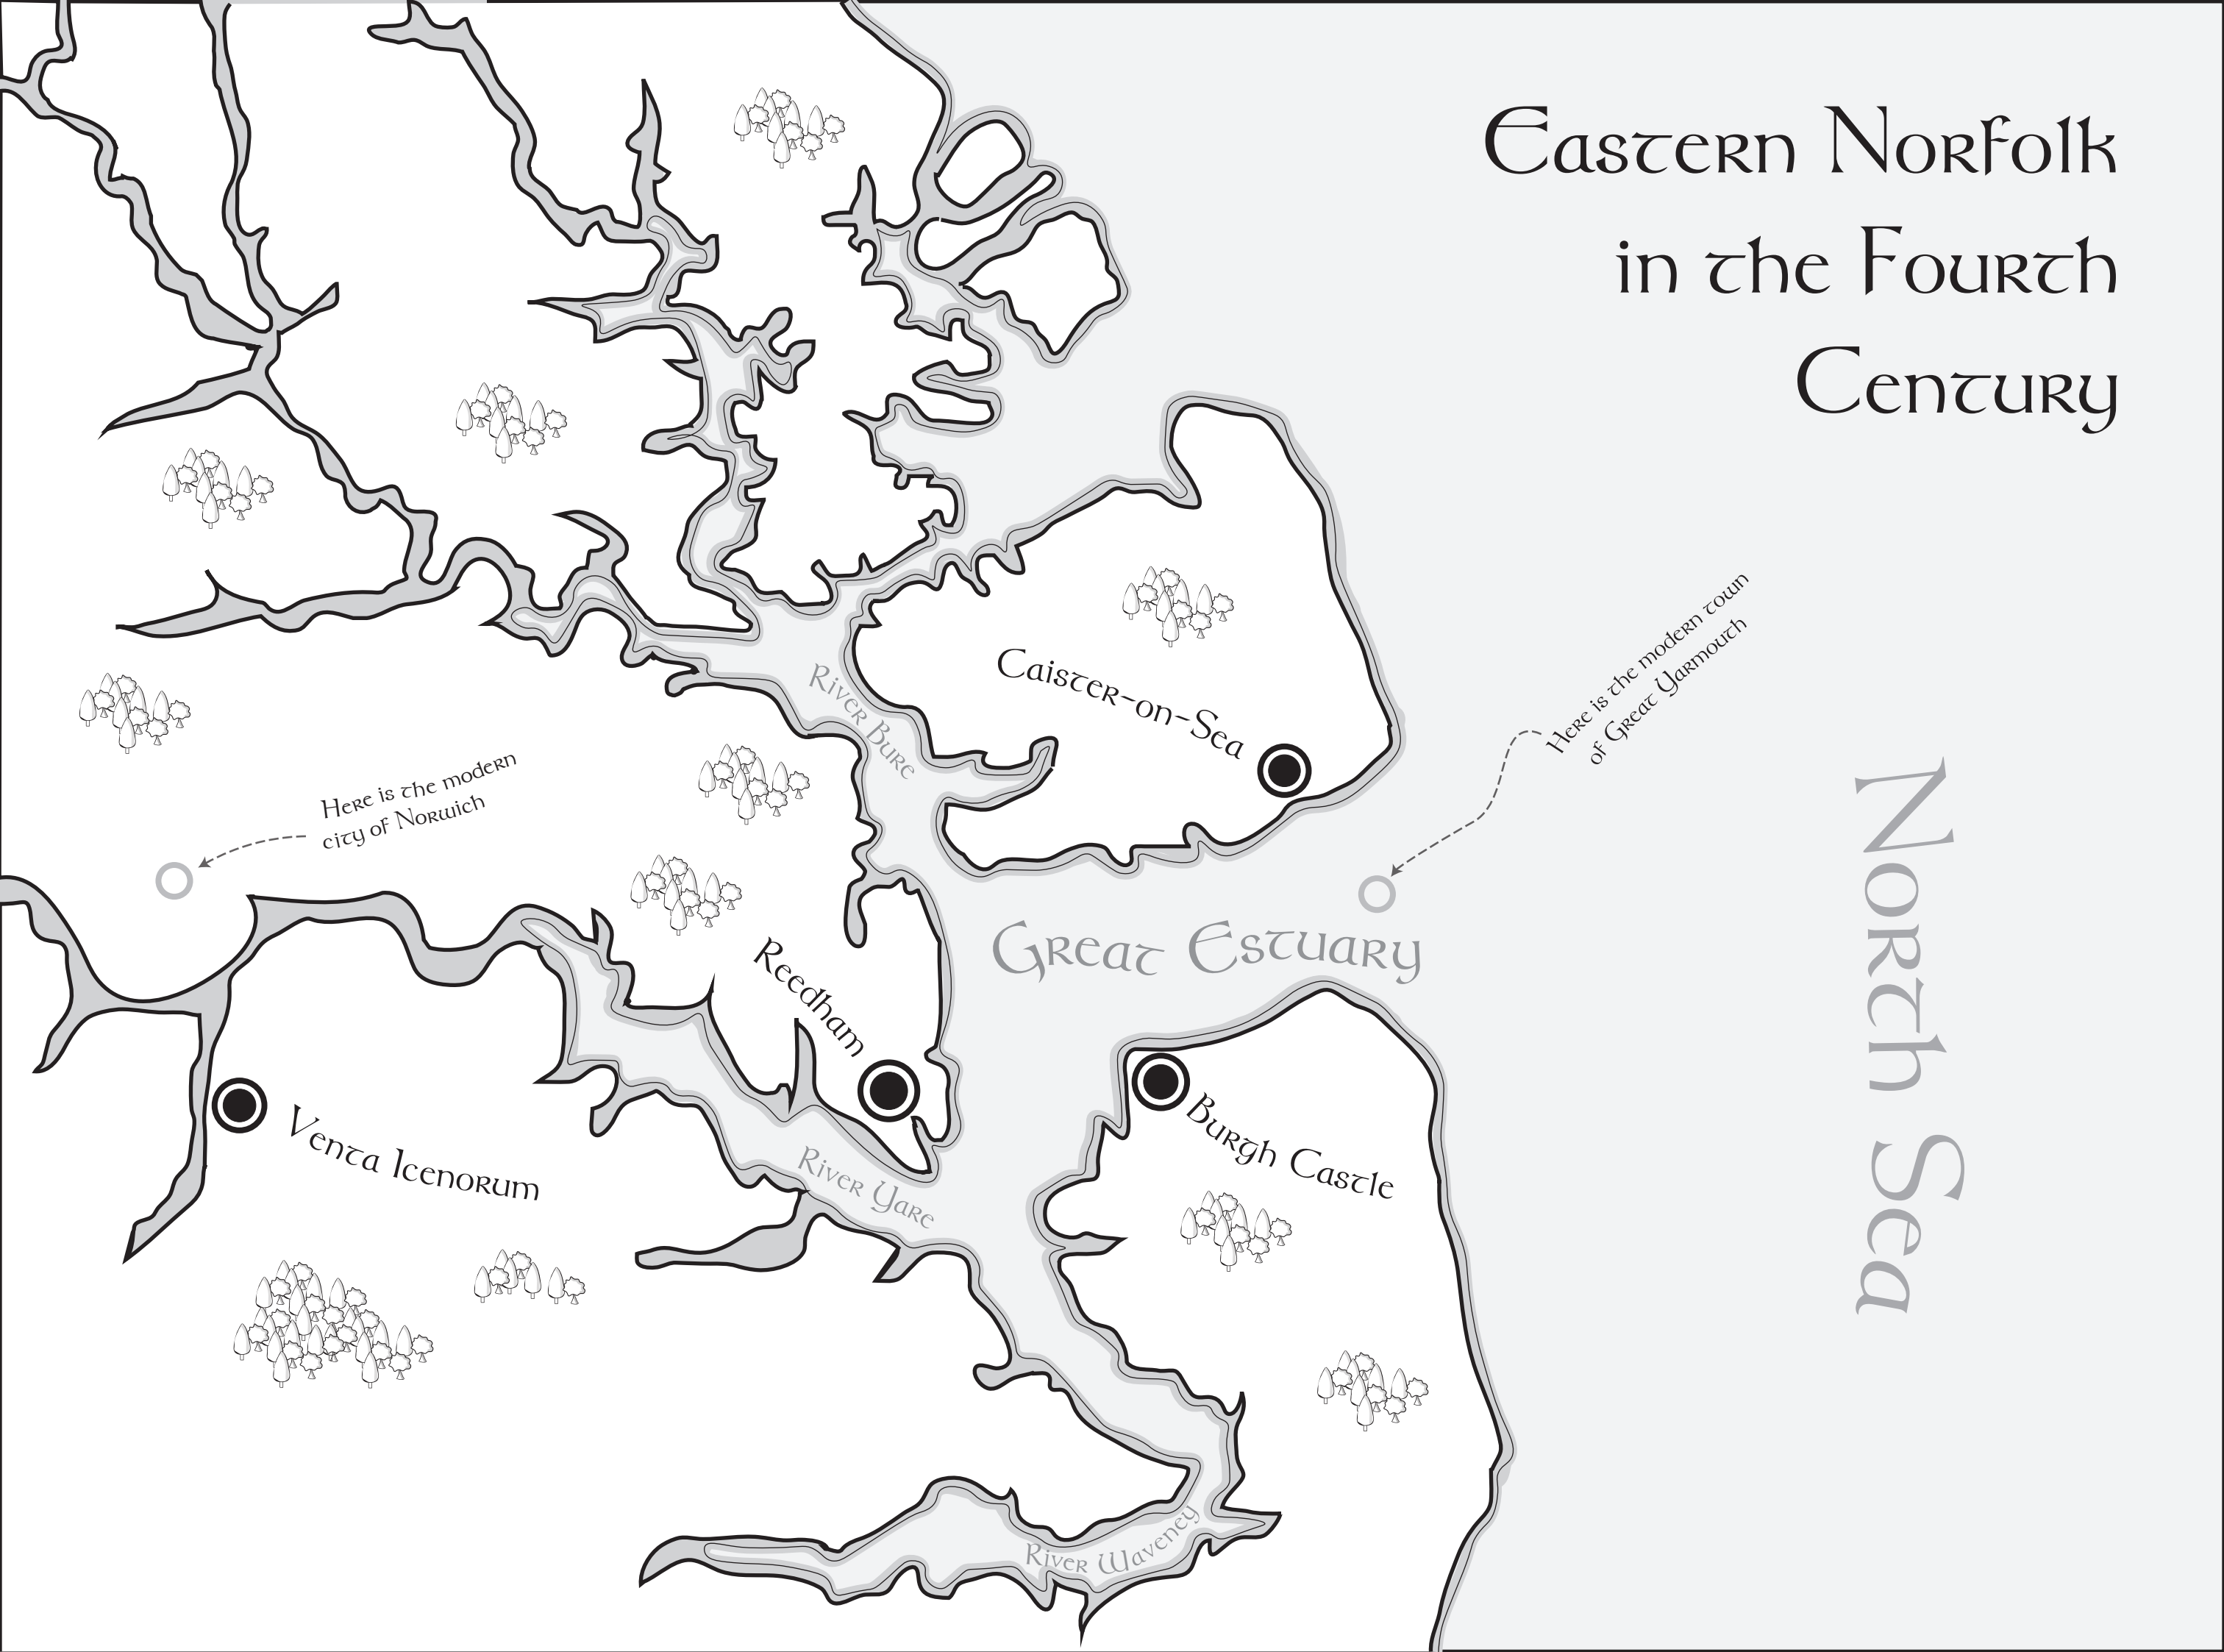 Eastern Norfolk
in the Fourth
Century
Caister-on-Sea
Here is the modern town
of Great Yarmouth
River Bure
Here is the modern
city of Norwich
North Sea
Great Estuary
Reedham
Burgh Castle
Venta Icenorum
River Yare
River Waveney